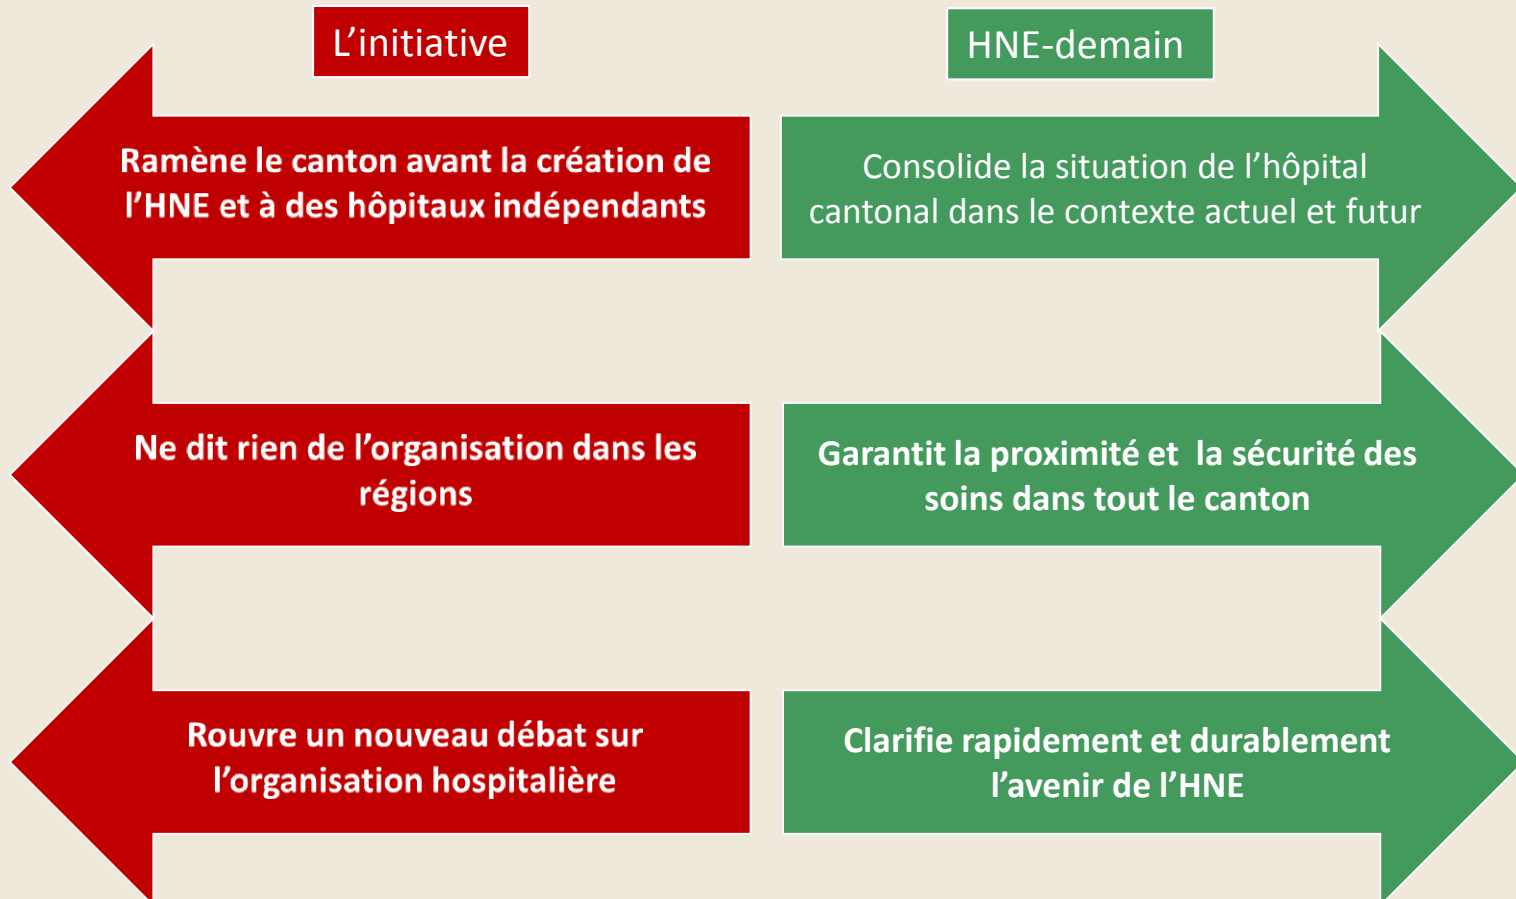 L’initiative
HNE-demain
Ramène le canton avant la création de
l’HNE et à des hôpitaux indépendants
Consolide la situation de l’hôpital
cantonal dans le contexte actuel et futur
Ne dit rien de l’organisation dans les
régions
Garantit la proximité et  la sécurité des
soins dans tout le canton
Rouvre un nouveau débat sur
l’organisation hospitalière
Clarifie rapidement et durablement
l’avenir de l’HNE